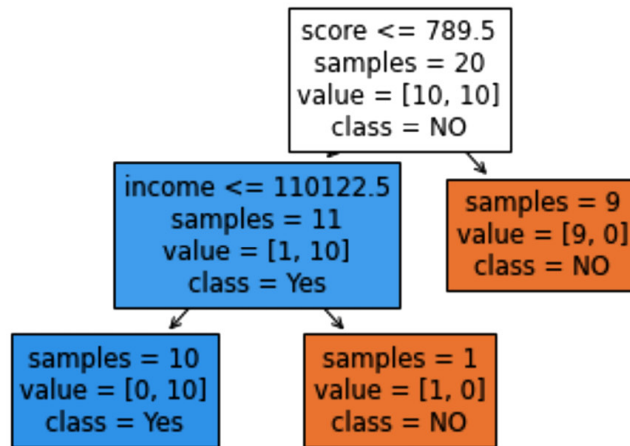 score <= 789.5
samples = 20
value = [10, 10]
class = NO
income <= 110122.5
samples = 11
value = [1, 10]
class = Yes
samples = 9
value = [9, 0]
class = NO
samples = 10
value = [0, 10]
class = Yes
samples = 1
value = [1, 0]
class = NO